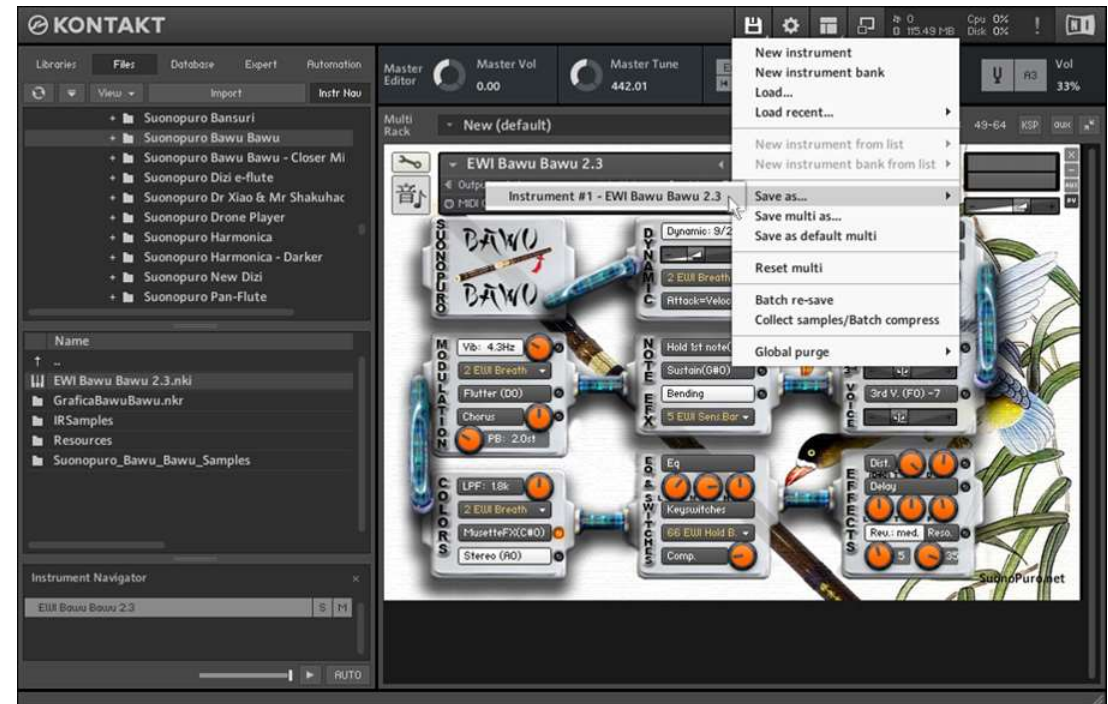 KONTAKT
0
115.49 MB
Cpu 0%
Disk 0%
!
Libraries Files Database Expert Automation
View Import Instr Nav
Master
Editor
Master Vol
0.00
Master Tune
442.01
A3
Vol
33%
Multi
Rack
New (default)
49-64 KSP aux
New instrument
New instrument bank
Load...
Load recent...
New instrument from list
New instrument bank from list
Save as...
Save multi as...
Save as default multi
Reset multi
Batch re-save
Collect samples/Batch compress
Global purge
Instrument #1 - EWI Bawu Bawu 2.3
Suonopuro Bansuri
Suonopuro Bawu Bawu
Suonopuro Bawu Bawu - Closer Mi
Suonopuro Dizi e-flute
Suonopuro Dr Xiao & Mr Shakuhac
Suonopuro Drone Player
Suonopuro Harmonica
Suonopuro Harmonica - Darker
Suonopuro New Dizi
Suonopuro Pan-Flute
Name
..
EWI Bawu Bawu 2.3.nki
GraficaBawuBawu.nkr
IRSamples
Resources
Suonopuro_Bawu_Bawu_Samples
Instrument Navigator
EWI Bawu Bawu 2.3 S M
AUTO
EWI Bawu Bawu 2.3
音
SUONOPURO
BAWU
BAWU
DYNAMIC
Dynamic: 9/2
2 EWI Breath
Attack=Veloc
MODULATION
Vib: 4.3Hz
2 EWI Breath
Flutter (D0)
Chorus
PB: 2.0st
NOTE EFX
Hold 1st note(
Sustain(G#0)
Bending
5 EWI Sens.Bar
VOICE
3rd V. (F0) -7
COLORS
LPF: 1.8k
2 EWI Breath
MusetteFX(C#0)
Stereo (A0)
EQ & SWITCHES
Eq
Keyswitches
66 EWI Hold B.
Comp.
EFFECTS
Dist.
Delay
Rev.: med. Reso.
5 35
SuonoPuro.net